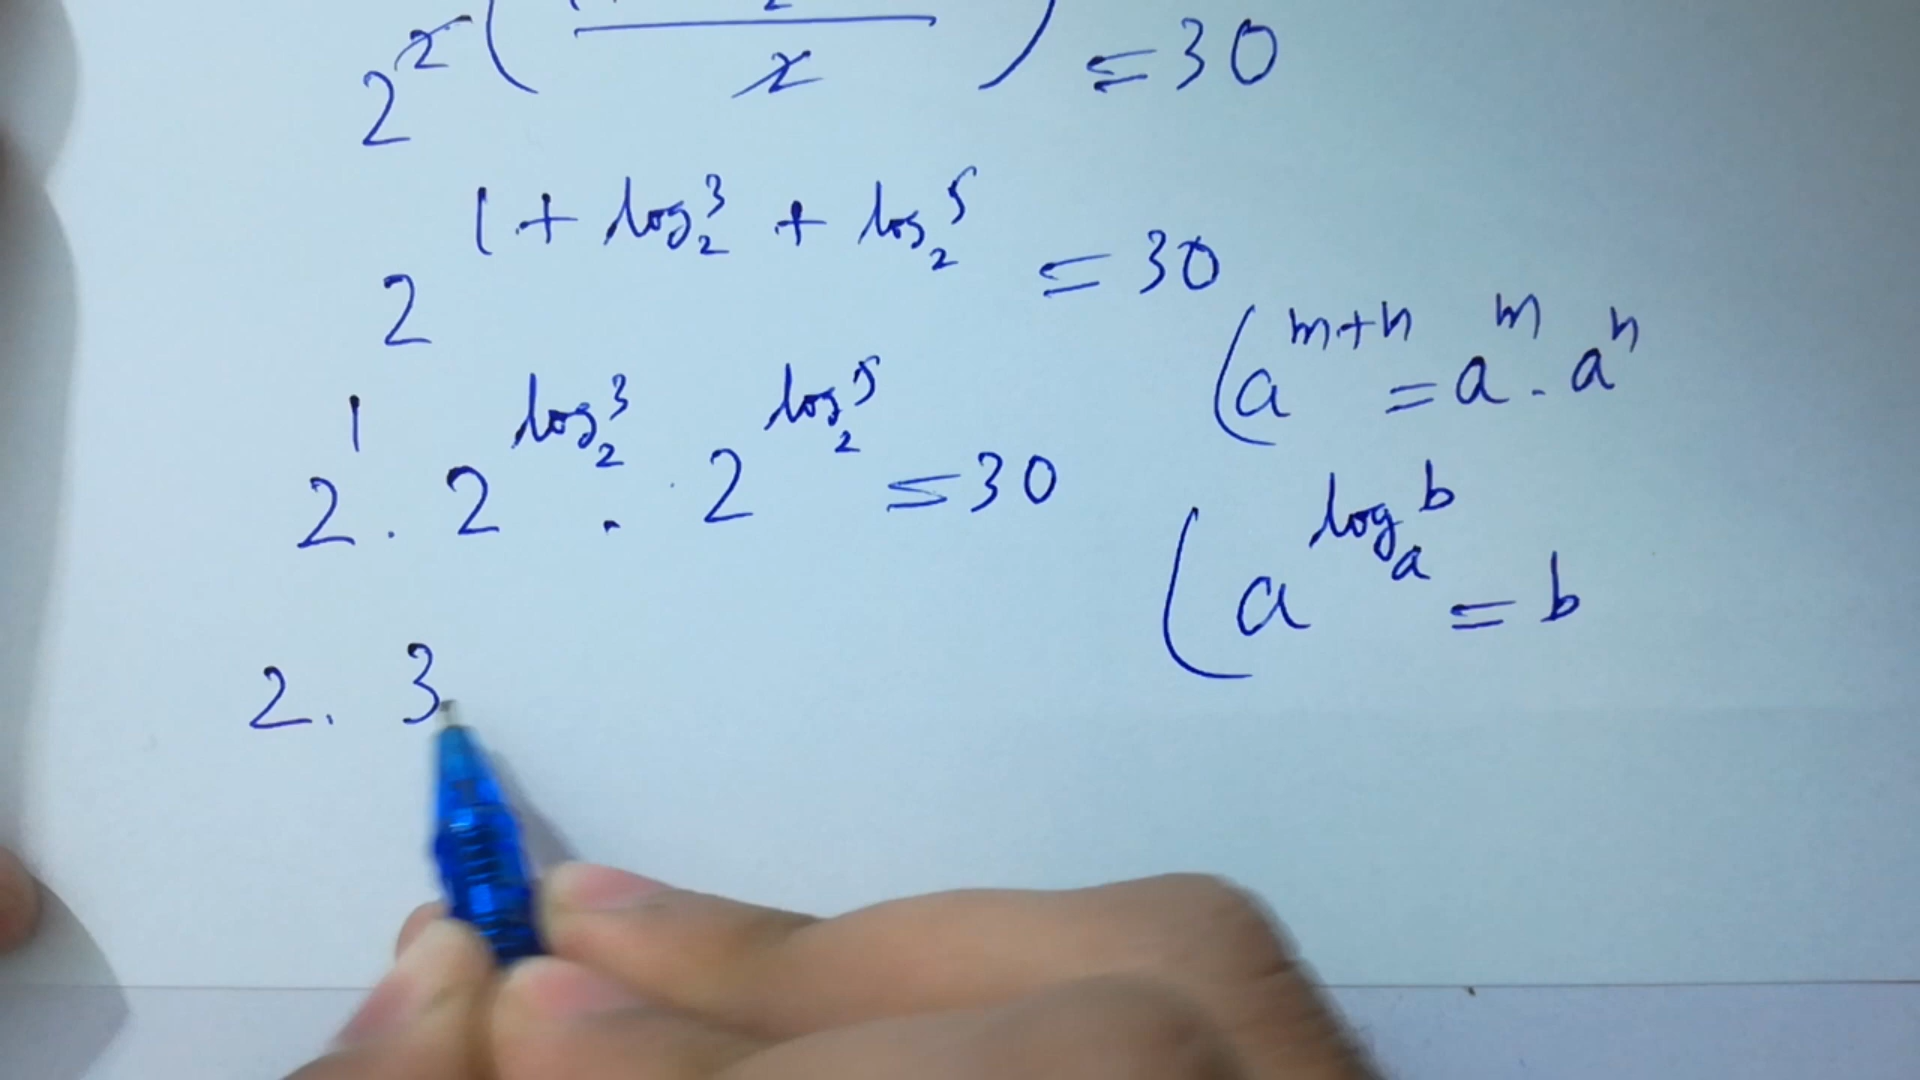 2^x ( / x ) = 30
2^(1 + log_2 3 + log_2 5) = 30
(a^(m+n) = a^m . a^n
2^1 . 2^(log_2 3) . 2^(log_2 5) = 30
(a^(log_a b) = b
2 . 3